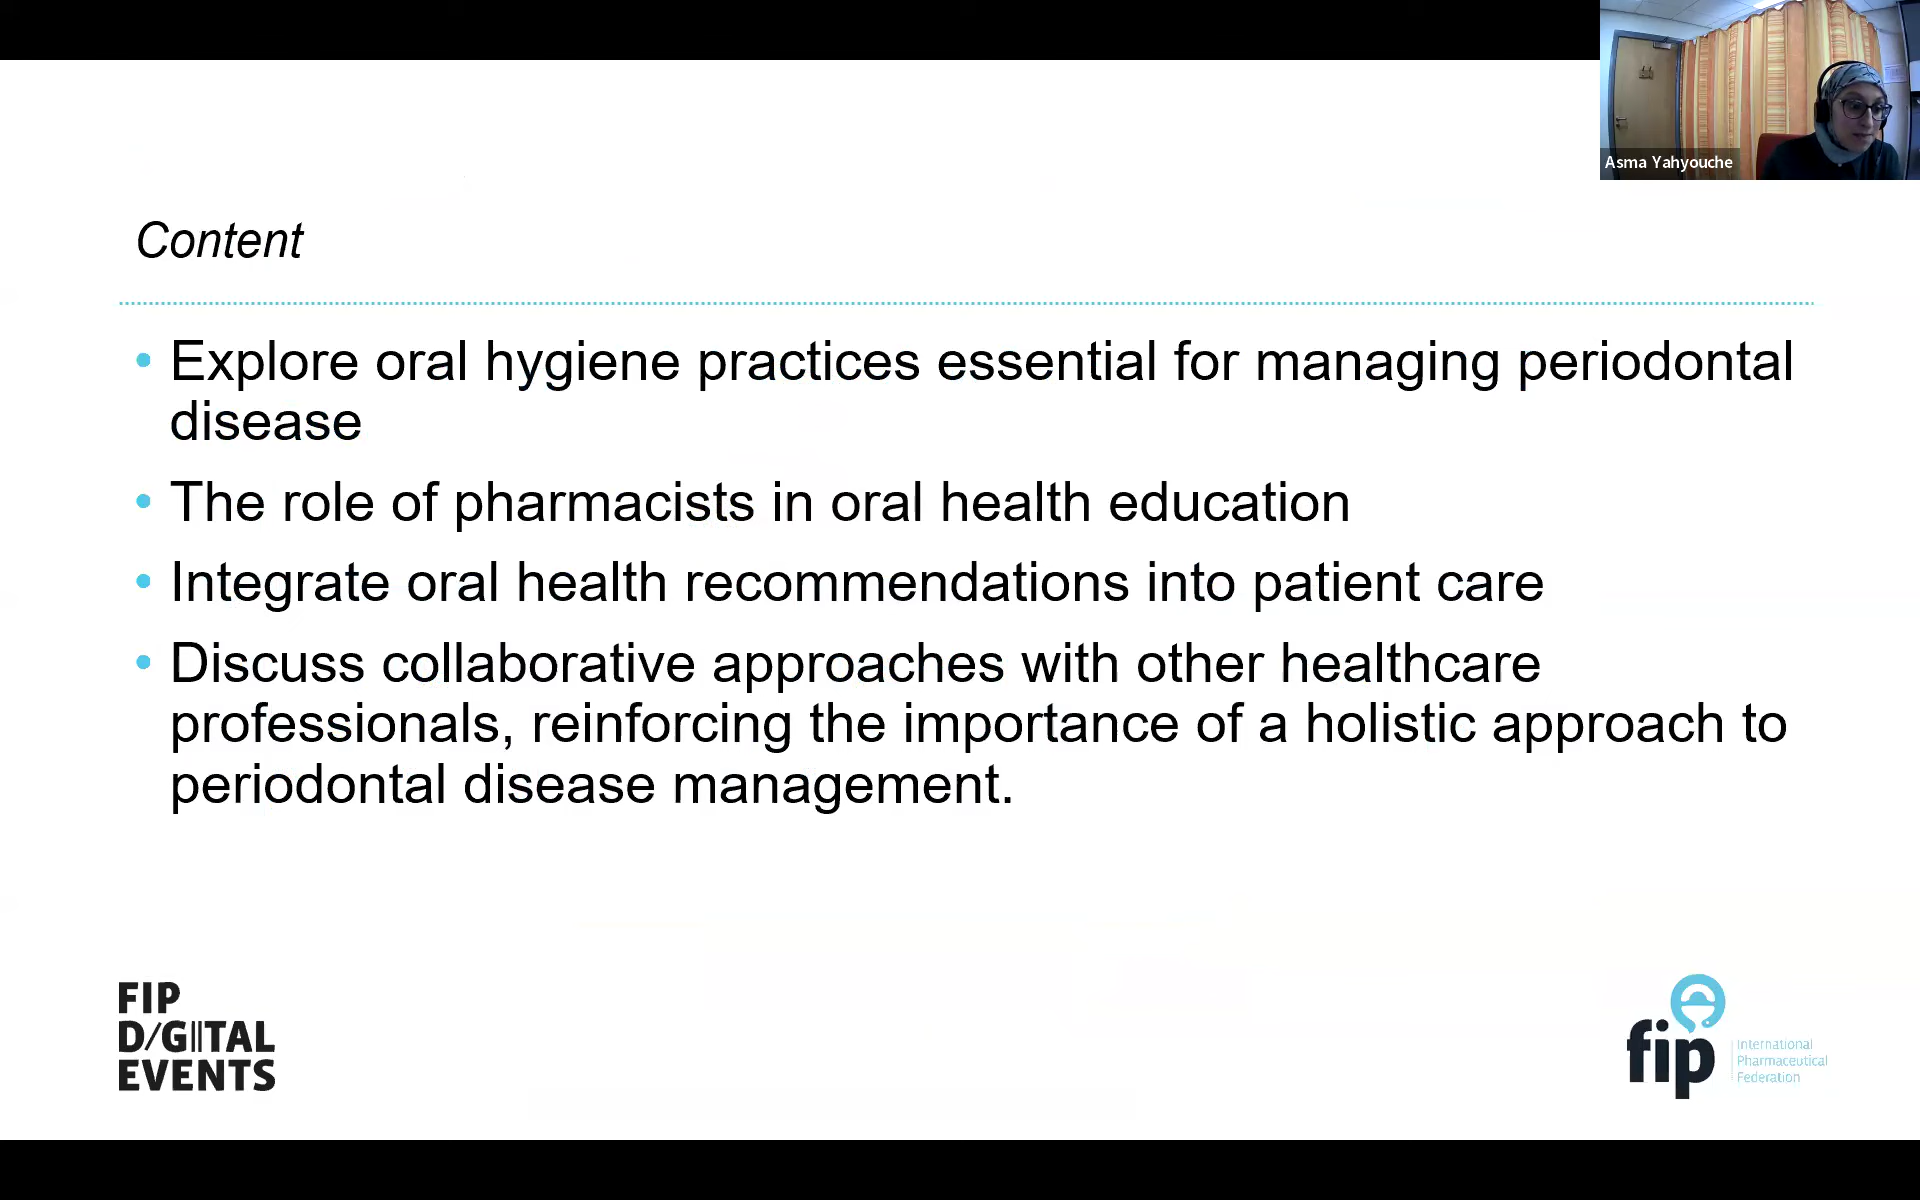 Asma Yahyouche
Content
• Explore oral hygiene practices essential for managing periodontal
disease
• The role of pharmacists in oral health education
• Integrate oral health recommendations into patient care
• Discuss collaborative approaches with other healthcare
professionals, reinforcing the importance of a holistic approach to
periodontal disease management.
FIP
DIGITAL
EVENTS
fip
International
Pharmaceutical
Federation